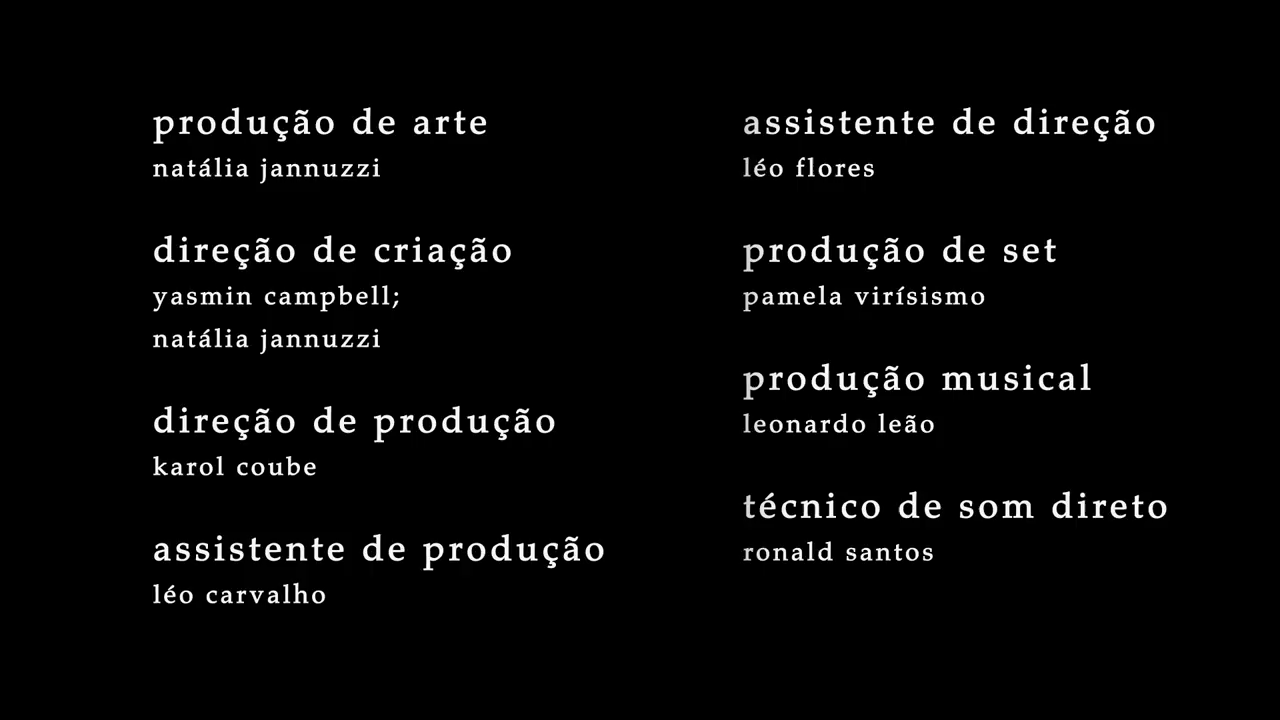 produção de arte
natália jannuzzi
direção de criação
yasmin campbell;
natália jannuzzi
direção de produção
karol coube
assistente de produção
léo carvalho
assistente de direção
léo flores
produção de set
pamela virísismo
produção musical
leonardo leão
técnico de som direto
ronald santos